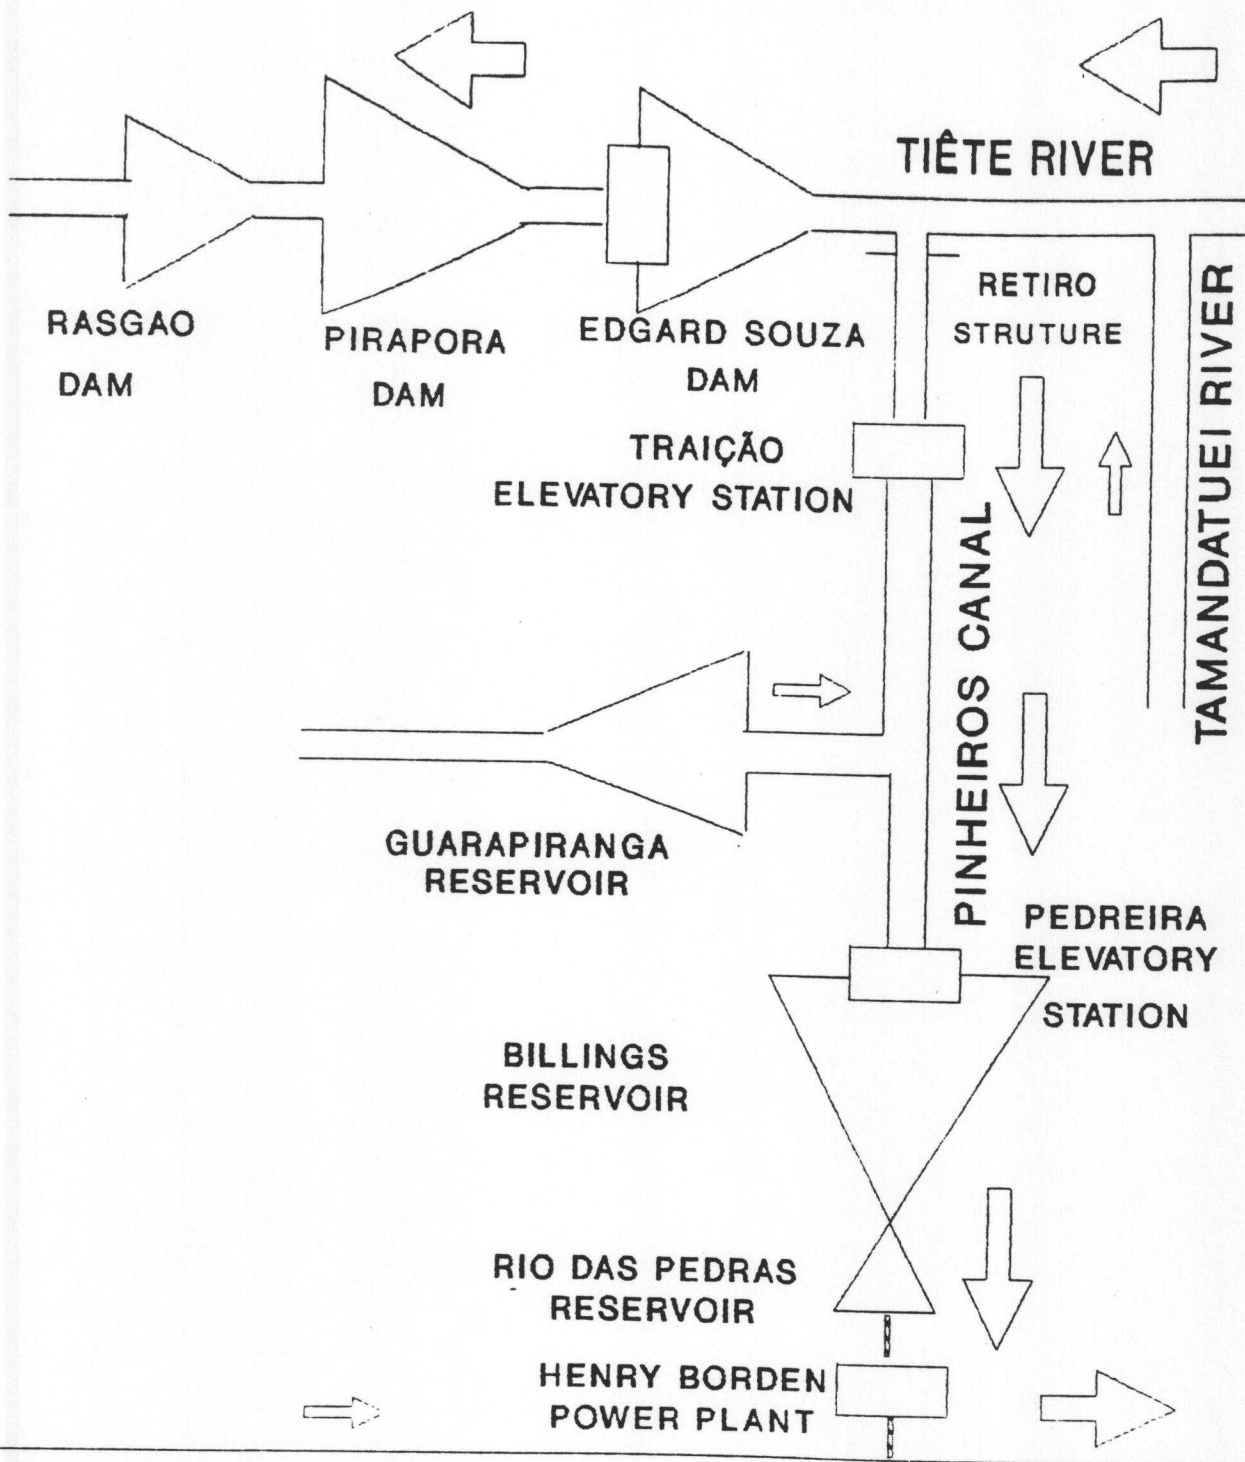 TIÊTE RIVER
RASGAO
DAM
PIRAPORA
DAM
EDGARD SOUZA
DAM
RETIRO
STRUTURE
TAMANDATUEI RIVER
TRAIÇÃO
ELEVATORY STATION
PINHEIROS CANAL
GUARAPIRANGA
RESERVOIR
PEDREIRA
ELEVATORY
STATION
BILLINGS
RESERVOIR
RIO DAS PEDRAS
RESERVOIR
HENRY BORDEN
POWER PLANT